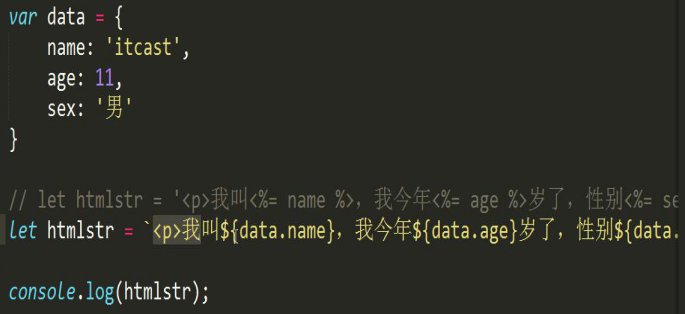 var data = {
name: 'itcast',
age: 11,
sex: '男'
}
// let htmlstr = '<p>我叫<%= name %>，我今年<%= age %>岁了，性别<%= se
let htmlstr = `<p>我叫${data.name}，我今年${data.age}岁了，性别${data.
console.log(htmlstr);